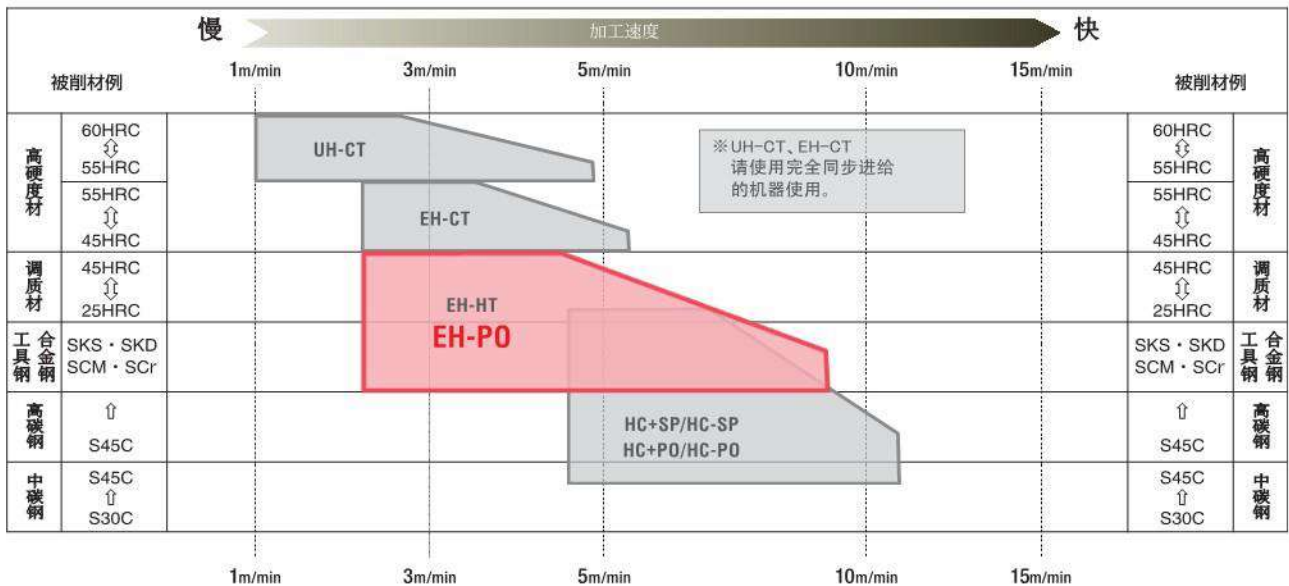 慢 加工速度 快
1m/min 3m/min 5m/min 10m/min 15m/min
被削材例 被削材例
高硬度材
60HRC
⇕
55HRC
55HRC
⇕
45HRC
调质材
45HRC
⇕
25HRC
合金钢
工具钢
SKS・SKD
SCM・SCr
高碳钢
⇧
S45C
中碳钢
S45C
⇧
S30C
UH-CT
EH-CT
EH-HT
EH-PO
HC+SP/HC-SP
HC+PO/HC-PO
※UH-CT、EH-CT
请使用完全同步进给
的机器使用。
60HRC
⇕
55HRC
55HRC
⇕
45HRC
高硬度材
45HRC
⇕
25HRC
调质材
SKS・SKD
SCM・SCr
合金钢
工具钢
⇧
S45C
高碳钢
S45C
⇧
S30C
中碳钢
1m/min 3m/min 5m/min 10m/min 15m/min